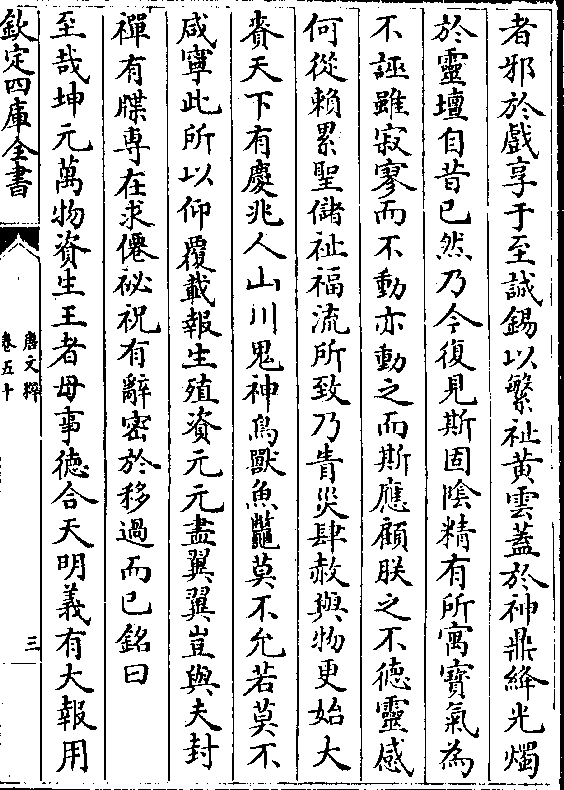 者邪於戲享于至誠錫以繁祉黄雲蓋於神鼎絳光燭
於靈壇自昔已然乃今復見斯固陰精有所寓寶氣為
不誣雖寂寥而不動亦動之而斯應顧朕之不徳靈感
何從賴累聖儲祉福流所致乃眚災肆赦與物更始大
賚天下有慶兆人山川鬼神鳥獸魚鼈莫不允若莫不
咸寧此所以仰覆載報生殖資元元盡翼翼豈與夫封
禪有牒專在求僊祕祝有辭密於移過而已銘曰
至哉坤元萬物資生王者母事徳合天明義有大報用
欽定四庫全書
唐文粹
卷五十
三